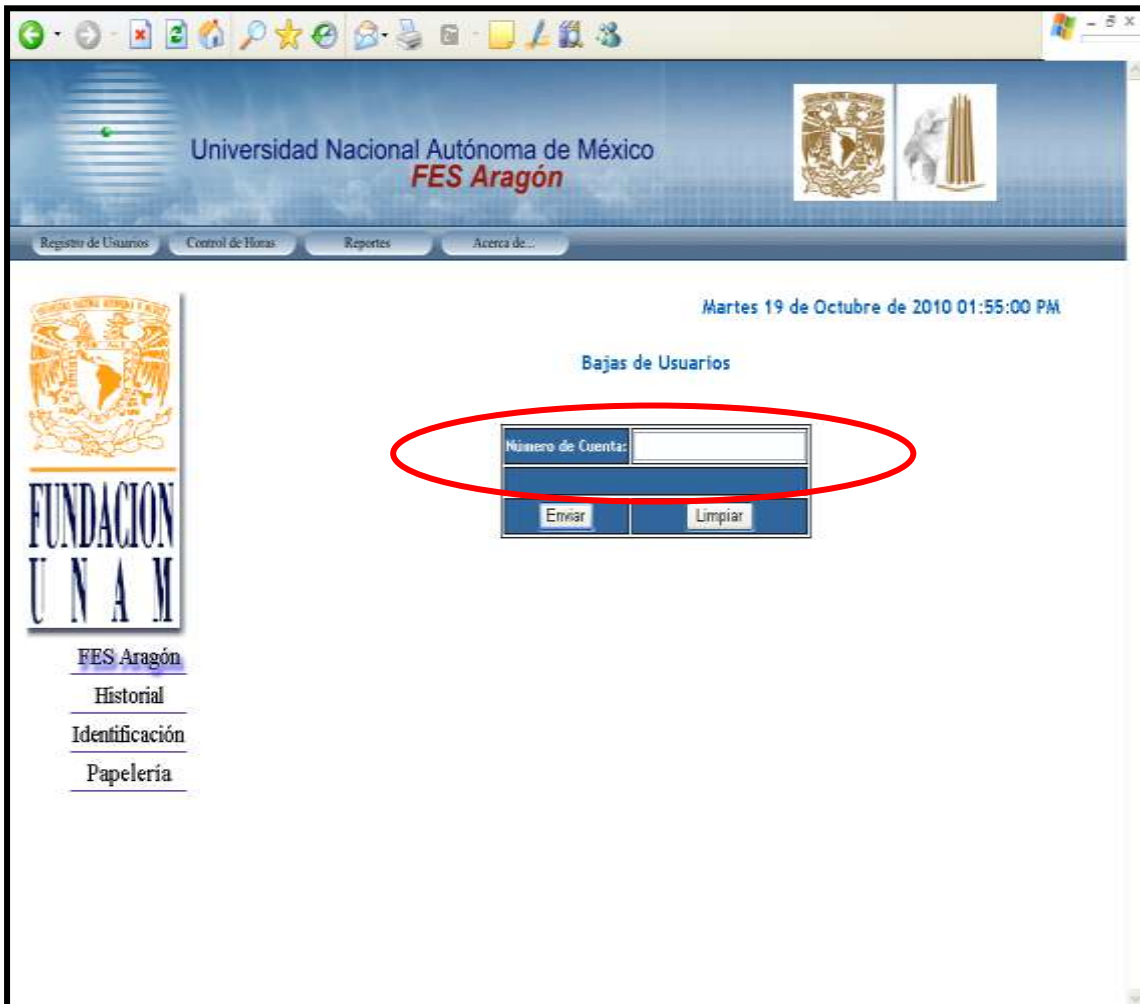 Universidad Nacional Autónoma de México
FES Aragón
Registro de Usuarios Control de Horas Reportes Acerca de...
Martes 19 de Octubre de 2010 01:55:00 PM
Bajas de Usuarios
Número de Cuenta:
Enviar Limpiar
FUNDACION
UNAM
FES Aragón
Historial
Identificación
Papelería